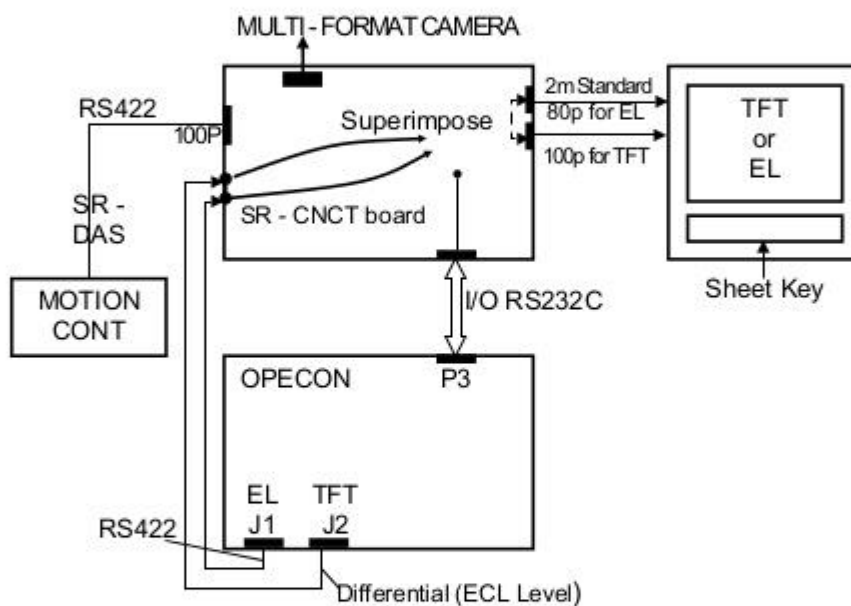 MULTI - FORMAT CAMERA
RS422
100P
Superimpose
2m Standard
80p for EL
100p for TFT
TFT
or
EL
SR -
DAS
SR - CNCT board
MOTION
CONT
I/O RS232C
Sheet Key
OPECON
P3
EL
J1
TFT
J2
RS422
Differential (ECL Level)